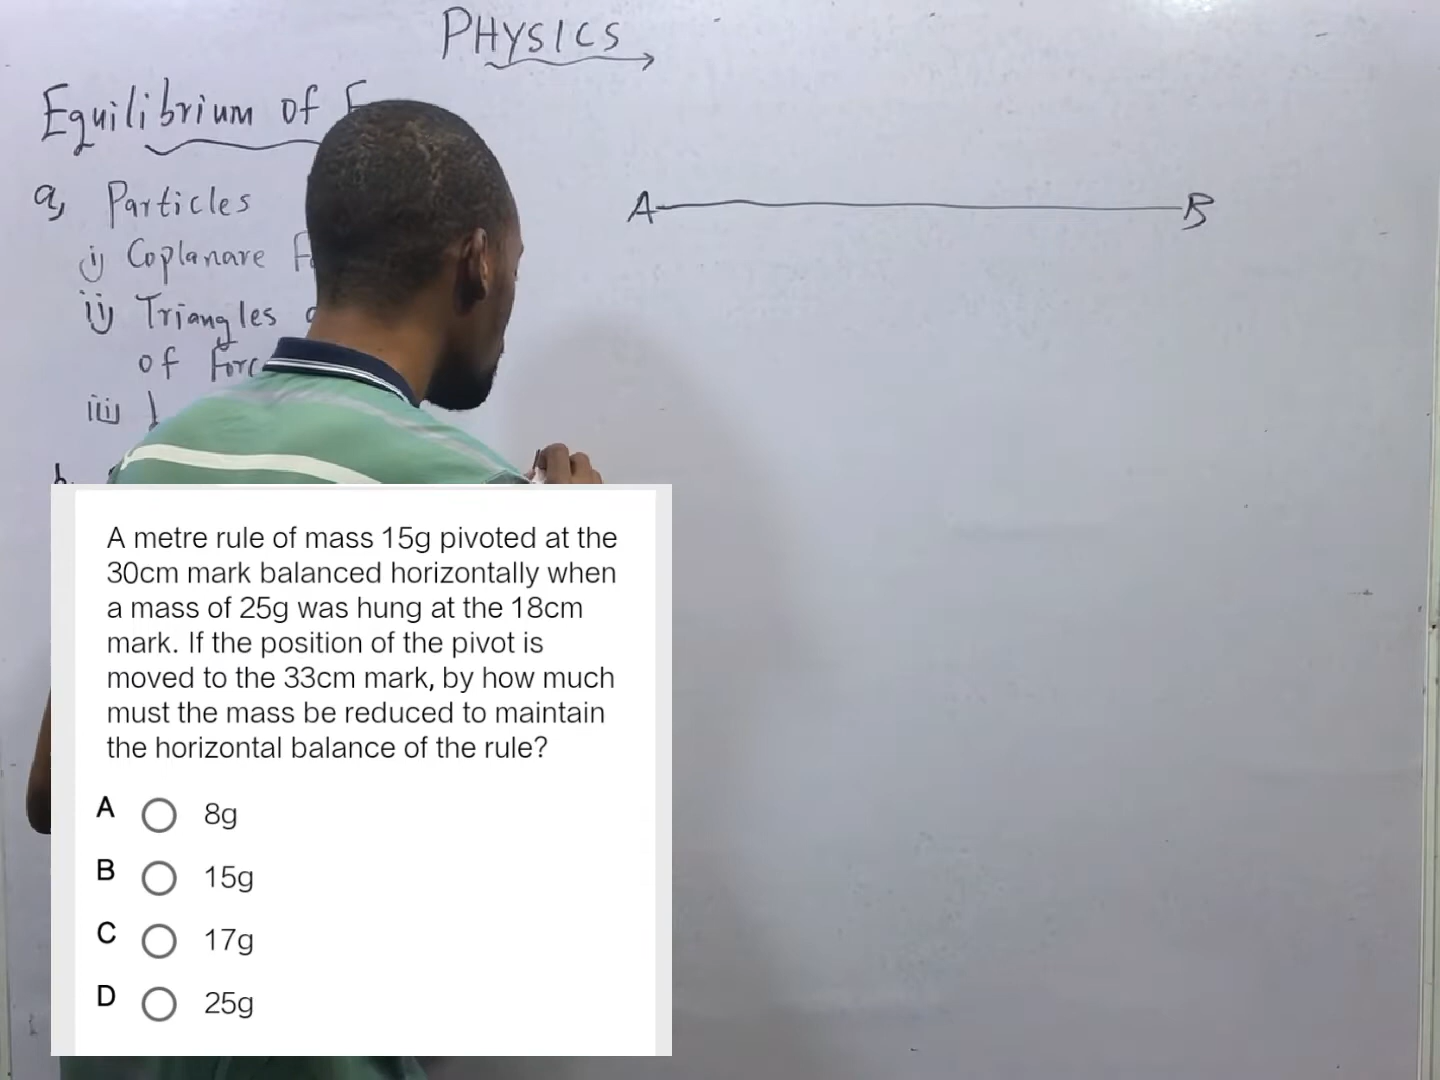 PHYSICS
Equilibrium of
a, Particles
i) Coplanare
ii) Triangles
of Forc
iii)
A
B
A metre rule of mass 15g pivoted at the
30cm mark balanced horizontally when
a mass of 25g was hung at the 18cm
mark. If the position of the pivot is
moved to the 33cm mark, by how much
must the mass be reduced to maintain
the horizontal balance of the rule?
A 8g
B 15g
C 17g
D 25g